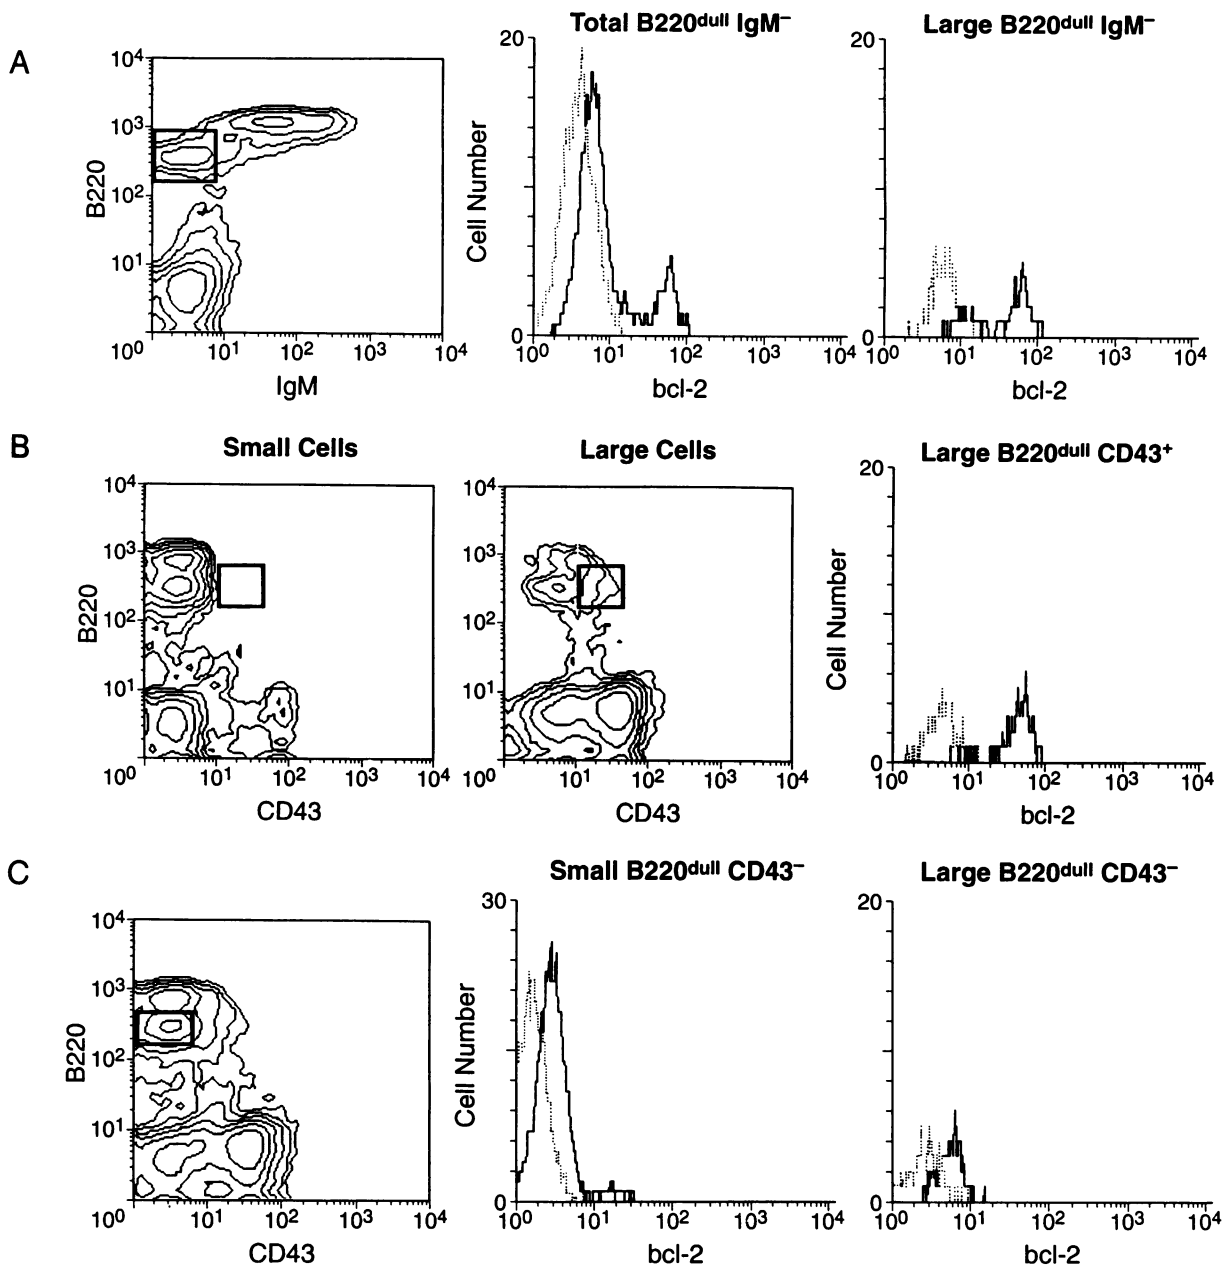 A
Total B220dull IgM–
Large B220dull IgM–
10⁴
10³
10²
10¹
10⁰ 10¹ 10² 10³ 10⁴
B220
IgM
20
0
Cell Number
10⁰ 10¹ 10² 10³ 10⁴
bcl-2
20
0
10⁰ 10¹ 10² 10³ 10⁴
bcl-2
B
Small Cells
Large Cells
Large B220dull CD43+
10⁴
10³
10²
10¹
10⁰ 10¹ 10² 10³ 10⁴
B220
CD43
10⁴
10³
10²
10¹
10⁰ 10¹ 10² 10³ 10⁴
CD43
20
0
Cell Number
10⁰ 10¹ 10² 10³ 10⁴
bcl-2
C
Small B220dull CD43–
Large B220dull CD43–
10⁴
10³
10²
10¹
10⁰ 10¹ 10² 10³ 10⁴
B220
CD43
30
0
Cell Number
10⁰ 10¹ 10² 10³ 10⁴
bcl-2
20
0
10⁰ 10¹ 10² 10³ 10⁴
bcl-2